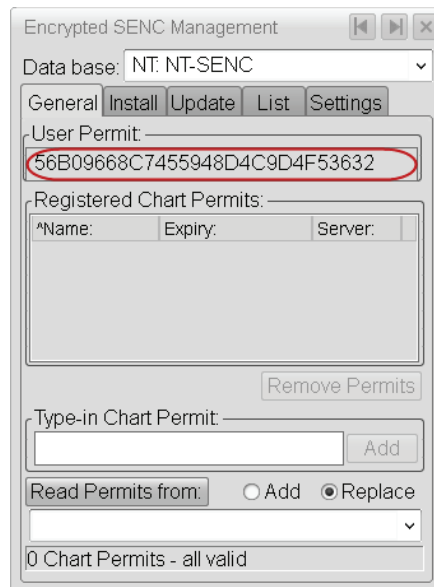 Encrypted SENC Management
Data base: NT: NT-SENC
General Install Update List Settings
User Permit:
56B09668C7455948D4C9D4F53632
Registered Chart Permits:
^Name: Expiry: Server:
Remove Permits
Type-in Chart Permit:
Add
Read Permits from: Add Replace
0 Chart Permits - all valid